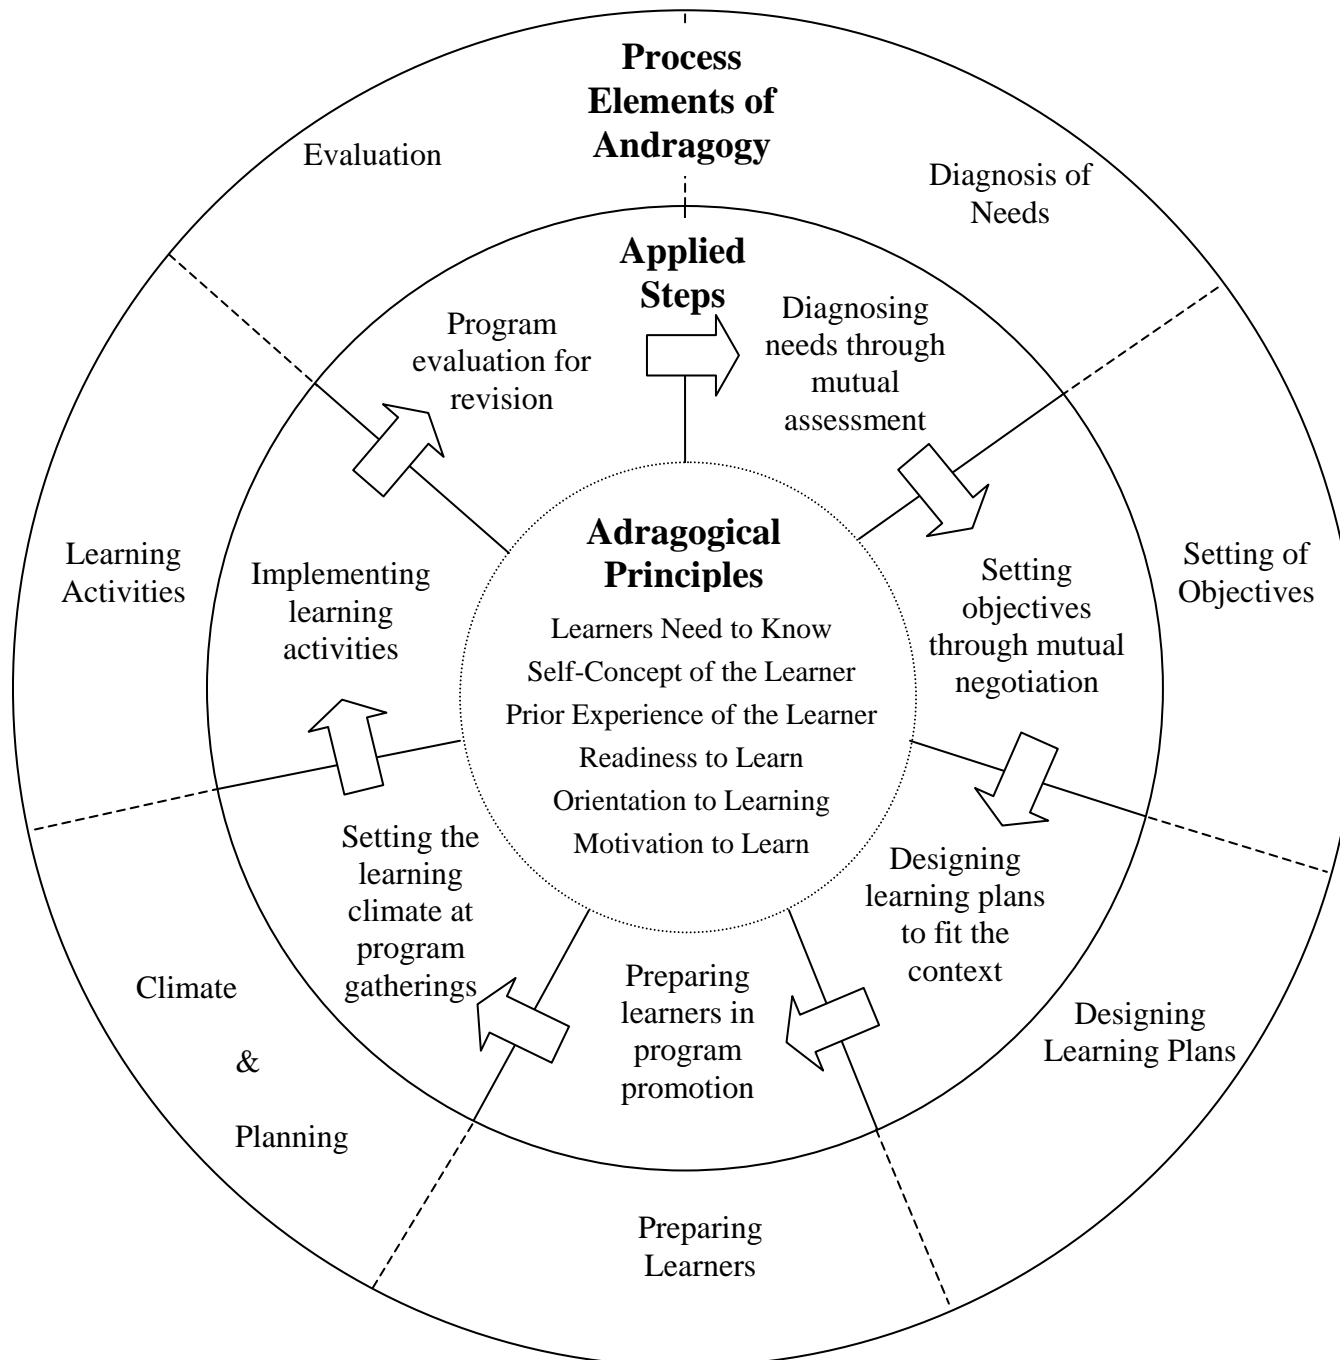 Process
Elements of
Andragogy
Evaluation
Diagnosis of
Needs
Applied
Steps
Program
evaluation for
revision
Diagnosing
needs through
mutual
assessment
Adragogical
Principles
Learners Need to Know
Self-Concept of the Learner
Prior Experience of the Learner
Readiness to Learn
Orientation to Learning
Motivation to Learn
Learning
Activities
Implementing
learning
activities
Setting
objectives
through mutual
negotiation
Setting of
Objectives
Setting the
learning
climate at
program
gatherings
Designing
learning plans
to fit the
context
Preparing
learners in
program
promotion
Climate
&
Planning
Designing
Learning Plans
Preparing
Learners